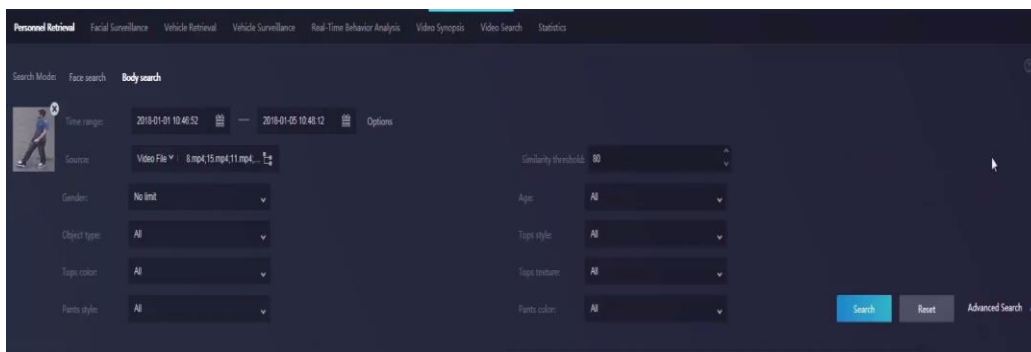 Personnel Retrieval Facial Surveillance Vehicle Retrieval Vehicle Surveillance Real-Time Behavior Analysis Video Synopsis Video Search Statistics
Search Mode: Face search Body search
Time range: 2018-01-01 10:46:52 — 2018-01-05 10:48:12 Options
Source: Video File 8.mp4;15.mp4;11.mp4;... Similarity threshold: 80
Gender: No limit Age: All
Object type: All Tops style: All
Tops color: All Tops texture: All
Pants style: All Pants color: All
Search Reset Advanced Search